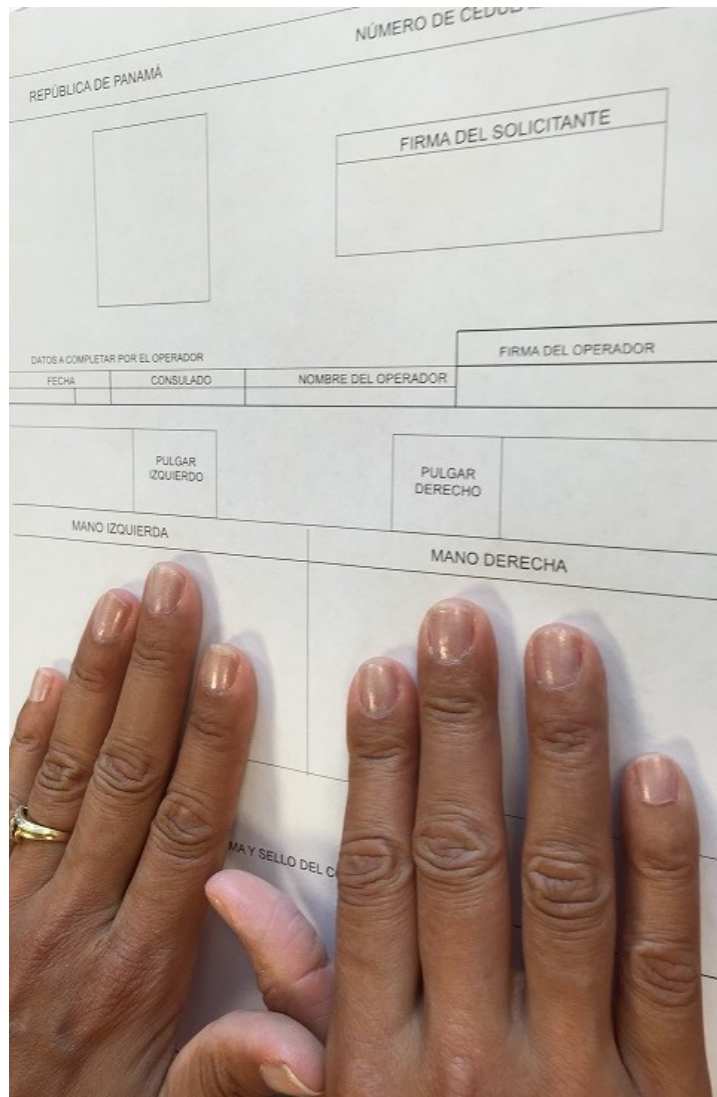 NÚMERO DE
REPÚBLICA DE PANAMÁ
FIRMA DEL SOLICITANTE
DATOS A COMPLETAR POR EL OPERADOR
FIRMA DEL OPERADOR
FECHA CONSULADO NOMBRE DEL OPERADOR
PULGAR
IZQUIERDO
PULGAR
DERECHO
MANO IZQUIERDA
MANO DERECHA
MA Y SELLO DEL C